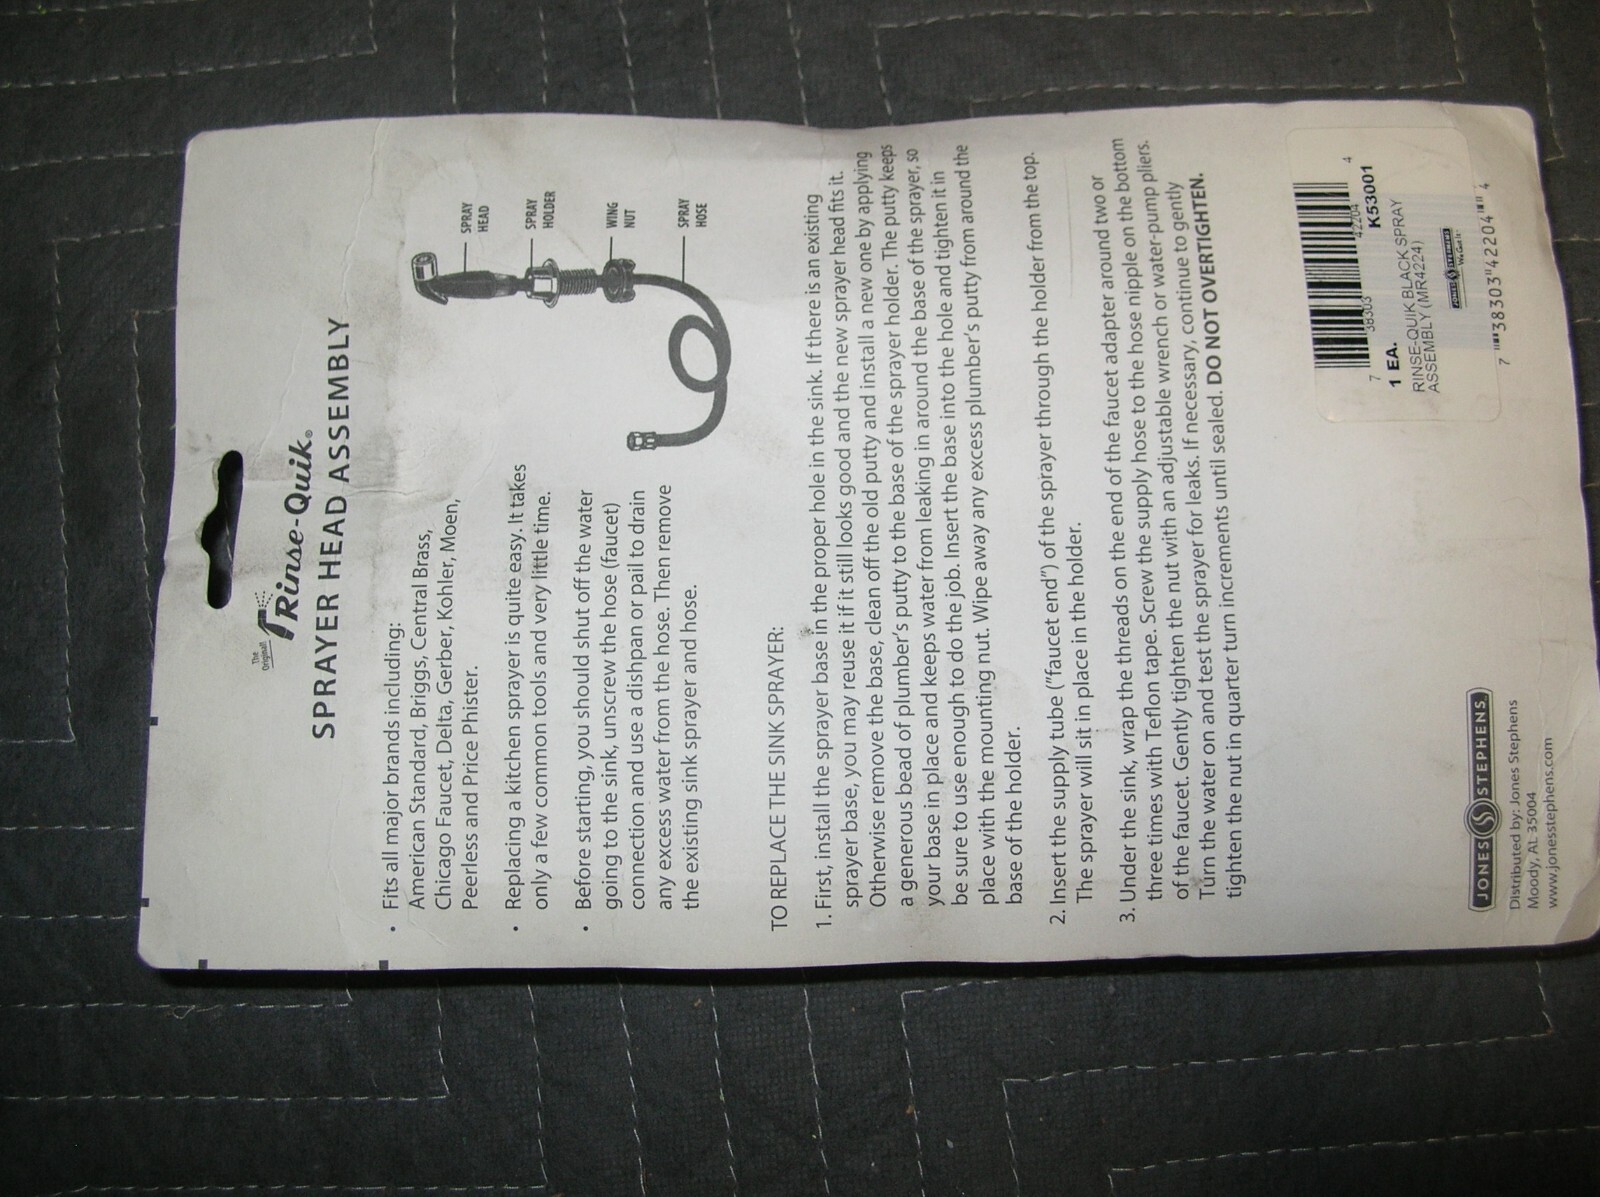 The
Original!
Rinse-Quik®
SPRAYER HEAD ASSEMBLY
• Fits all major brands including:
American Standard, Briggs, Central Brass,
Chicago Faucet, Delta, Gerber, Kohler, Moen,
Peerless and Price Phister.
• Replacing a kitchen sprayer is quite easy. It takes
only a few common tools and very little time.
• Before starting, you should shut off the water
going to the sink, unscrew the hose (faucet)
connection and use a dishpan or pail to drain
any excess water from the hose. Then remove
the existing sink sprayer and hose.
SPRAY
HEAD
SPRAY
HOLDER
WING
NUT
SPRAY
HOSE
TO REPLACE THE SINK SPRAYER:
1. First, install the sprayer base in the proper hole in the sink. If there is an existing
sprayer base, you may reuse it if it still looks good and the new sprayer head fits it.
Otherwise remove the base, clean off the old putty and install a new one by applying
a generous bead of plumber's putty to the base of the sprayer holder. The putty keeps
your base in place and keeps water from leaking in around the base of the sprayer, so
be sure to use enough to do the job. Insert the base into the hole and tighten it in
place with the mounting nut. Wipe away any excess plumber's putty from around the
base of the holder.
2. Insert the supply tube ("faucet end") of the sprayer through the holder from the top.
The sprayer will sit in place in the holder.
3. Under the sink, wrap the threads on the end of the faucet adapter around two or
three times with Teflon tape. Screw the supply hose to the hose nipple on the bottom
of the faucet. Gently tighten the nut with an adjustable wrench or water-pump pliers.
Turn the water on and test the sprayer for leaks. If necessary, continue to gently
tighten the nut in quarter turn increments until sealed. DO NOT OVERTIGHTEN.
JONES STEPHENS
Distributed by: Jones Stephens
Moody, AL 35004
www.jonesstephens.com
7 38303 42204 4
1 EA. K53001
RINSE-QUIK BLACK SPRAY
ASSEMBLY (MR4224)
JONES STEPHENS
We Get It!
7 38303 42204 4